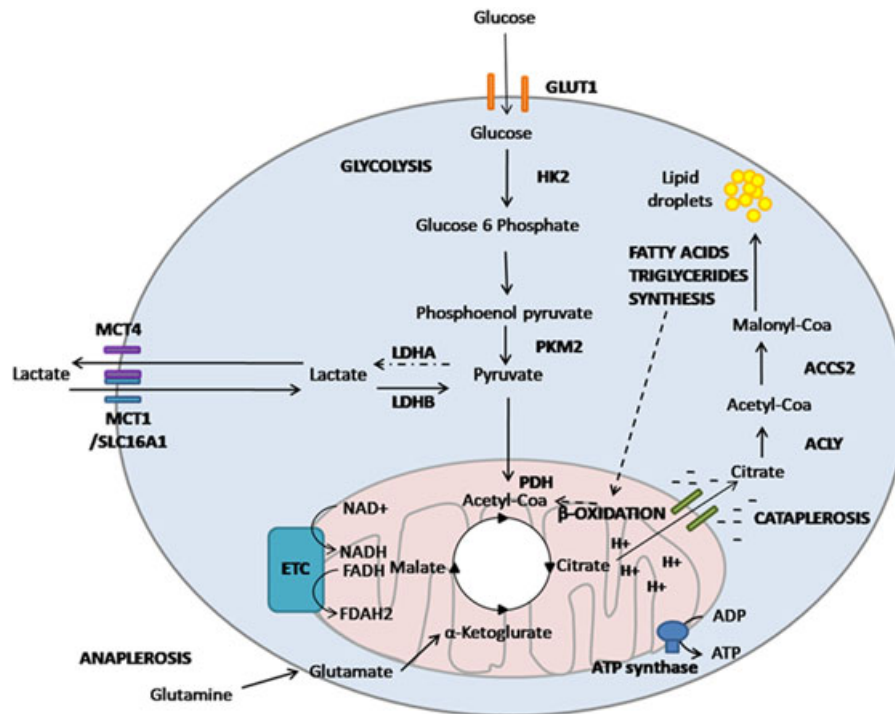 Glucose
GLUT1
Glucose
GLYCOLYSIS
HK2
Lipid
droplets
Glucose 6 Phosphate
FATTY ACIDS
TRIGLYCERIDES
SYNTHESIS
Phosphoenol pyruvate
Malonyl-Coa
MCT4
PKM2
LDHA
Lactate
Lactate
Pyruvate
ACCS2
LDHB
Acetyl-Coa
MCT1
/SLC16A1
ACLY
Citrate
PDH
Acetyl-Coa
β-OXIDATION
CATAPLEROSIS
NAD+
H+
NADH
ETC
FADH
Malate
Citrate
H+
H+
H+
FDAH2
α-Ketoglurate
ADP
ATP
ATP synthase
ANAPLEROSIS
Glutamate
Glutamine